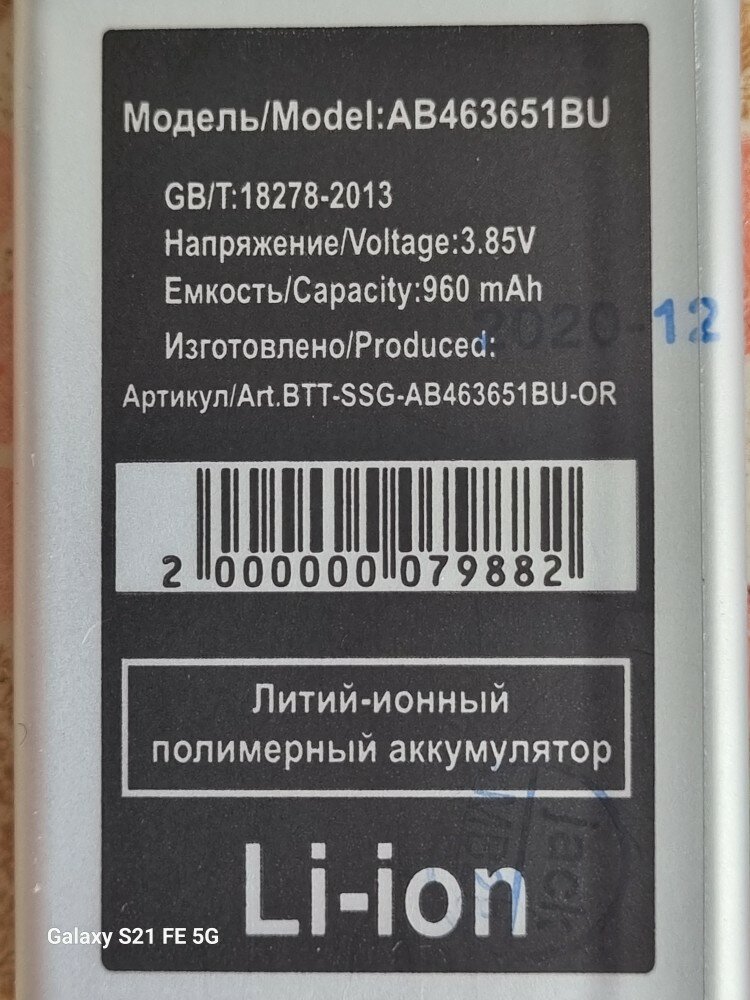 Модель/Model:AB463651BU
GB/T:18278-2013
Напряжение/Voltage:3.85V
Емкость/Capacity:960 mAh
2020-12
Изготовлено/Produced:
Артикул/Art.BTT-SSG-AB463651BU-OR
2 000000 079882
Литий-ионный
полимерный аккумулятор
jack
Li-ion
Galaxy S21 FE 5G